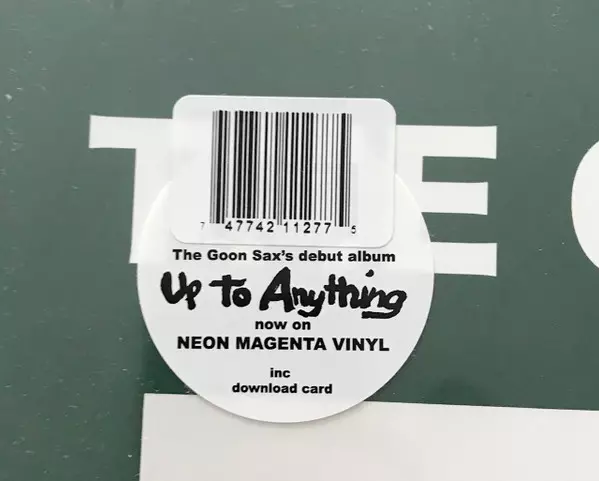 THE G
7 47742 11277 5
The Goon Sax's debut album
Up To Anything
now on
NEON MAGENTA VINYL
inc
download card